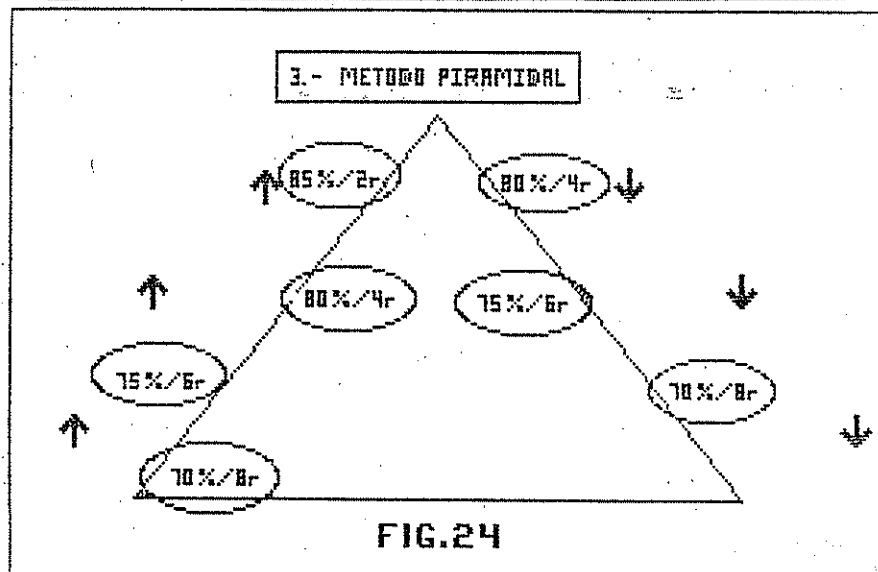 3.- METODO PIRAMIDAL
85%/2r 80%/4r
80%/4r 75%/6r
75%/6r 70%/8r
70%/8r
FIG.24